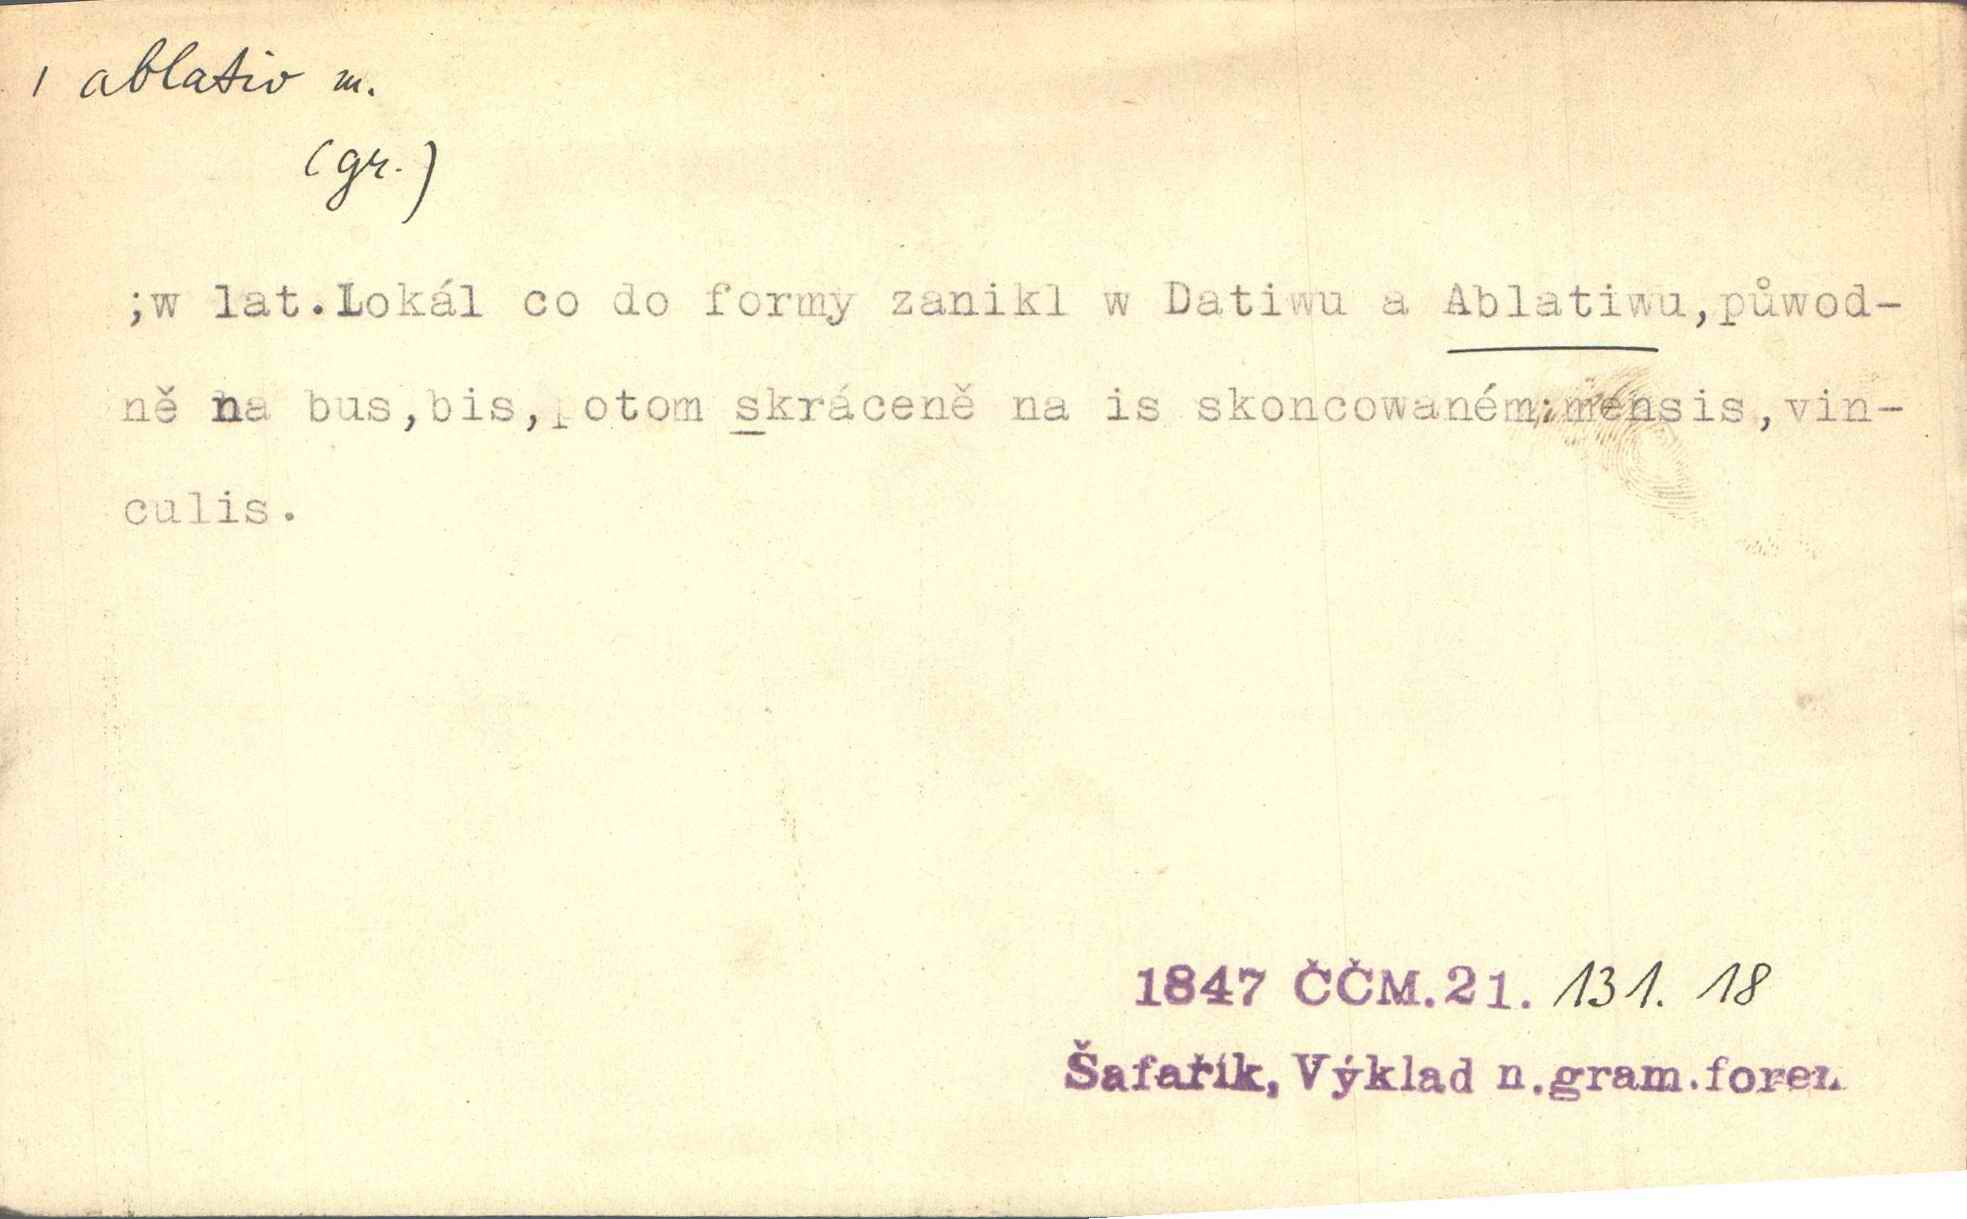 1 ablativ m.
(gr.)
;w lat.Lokál co do formy zanikl w Datiwu a Ablatiwu,půwod-
ně na bus,bis,potom skráceně na is skoncowaném:mensis,vin-
culis.
1847 ČČM.21. 131. 18
Šafařík, Výklad n.gram.forem